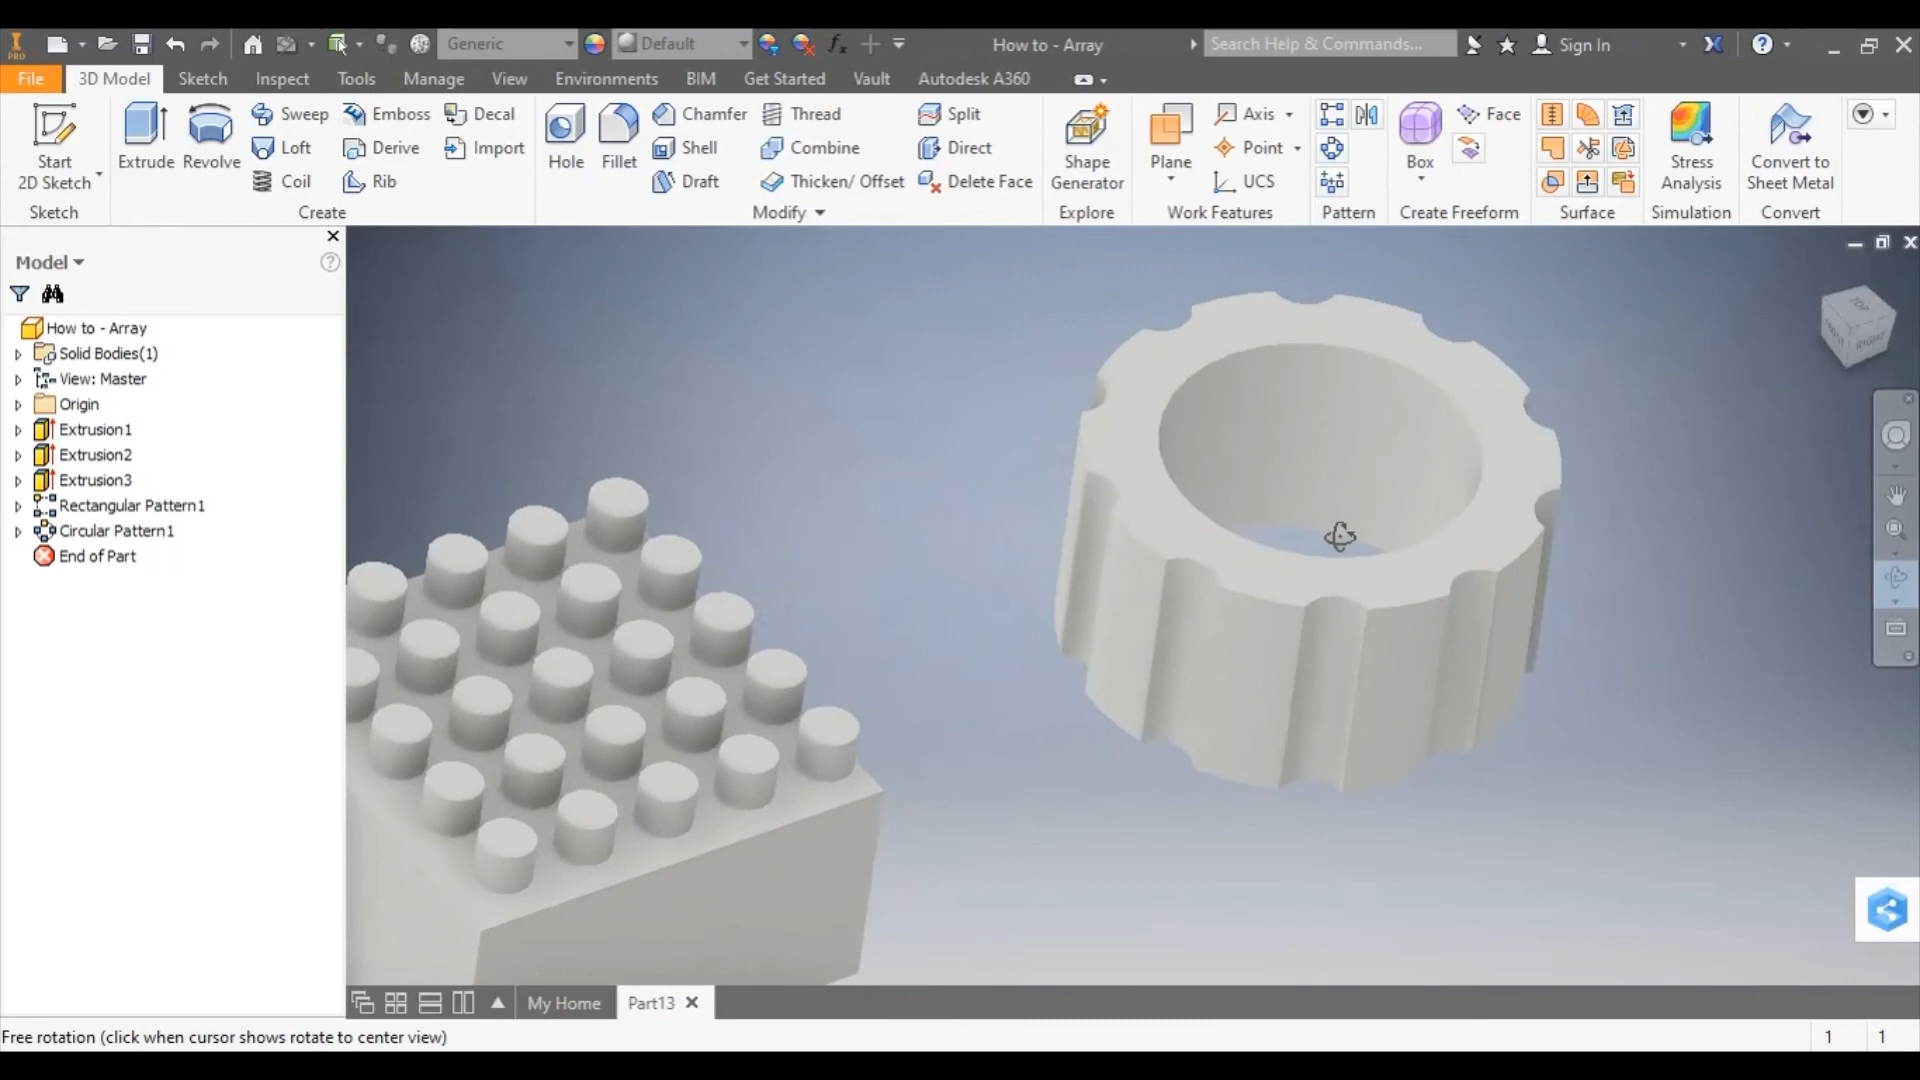 PRO
Generic
Default
How to - Array
Search Help & Commands...
Sign In
File
3D Model
Sketch
Inspect
Tools
Manage
View
Environments
BIM
Get Started
Vault
Autodesk A360
Start
2D Sketch
Extrude
Revolve
Sweep
Loft
Coil
Emboss
Derive
Rib
Decal
Import
Hole
Fillet
Chamfer
Shell
Draft
Thread
Combine
Thicken/ Offset
Split
Direct
Delete Face
Shape
Generator
Plane
Axis
Point
UCS
Box
Face
Stress
Analysis
Convert to
Sheet Metal
Sketch
Create
Modify
Explore
Work Features
Pattern
Create Freeform
Surface
Simulation
Convert
Model
How to - Array
Solid Bodies(1)
View: Master
Origin
Extrusion1
Extrusion2
Extrusion3
Rectangular Pattern1
Circular Pattern1
End of Part
TOP
FRONT
RIGHT
My Home
Part13
Free rotation (click when cursor shows rotate to center view)
1
1